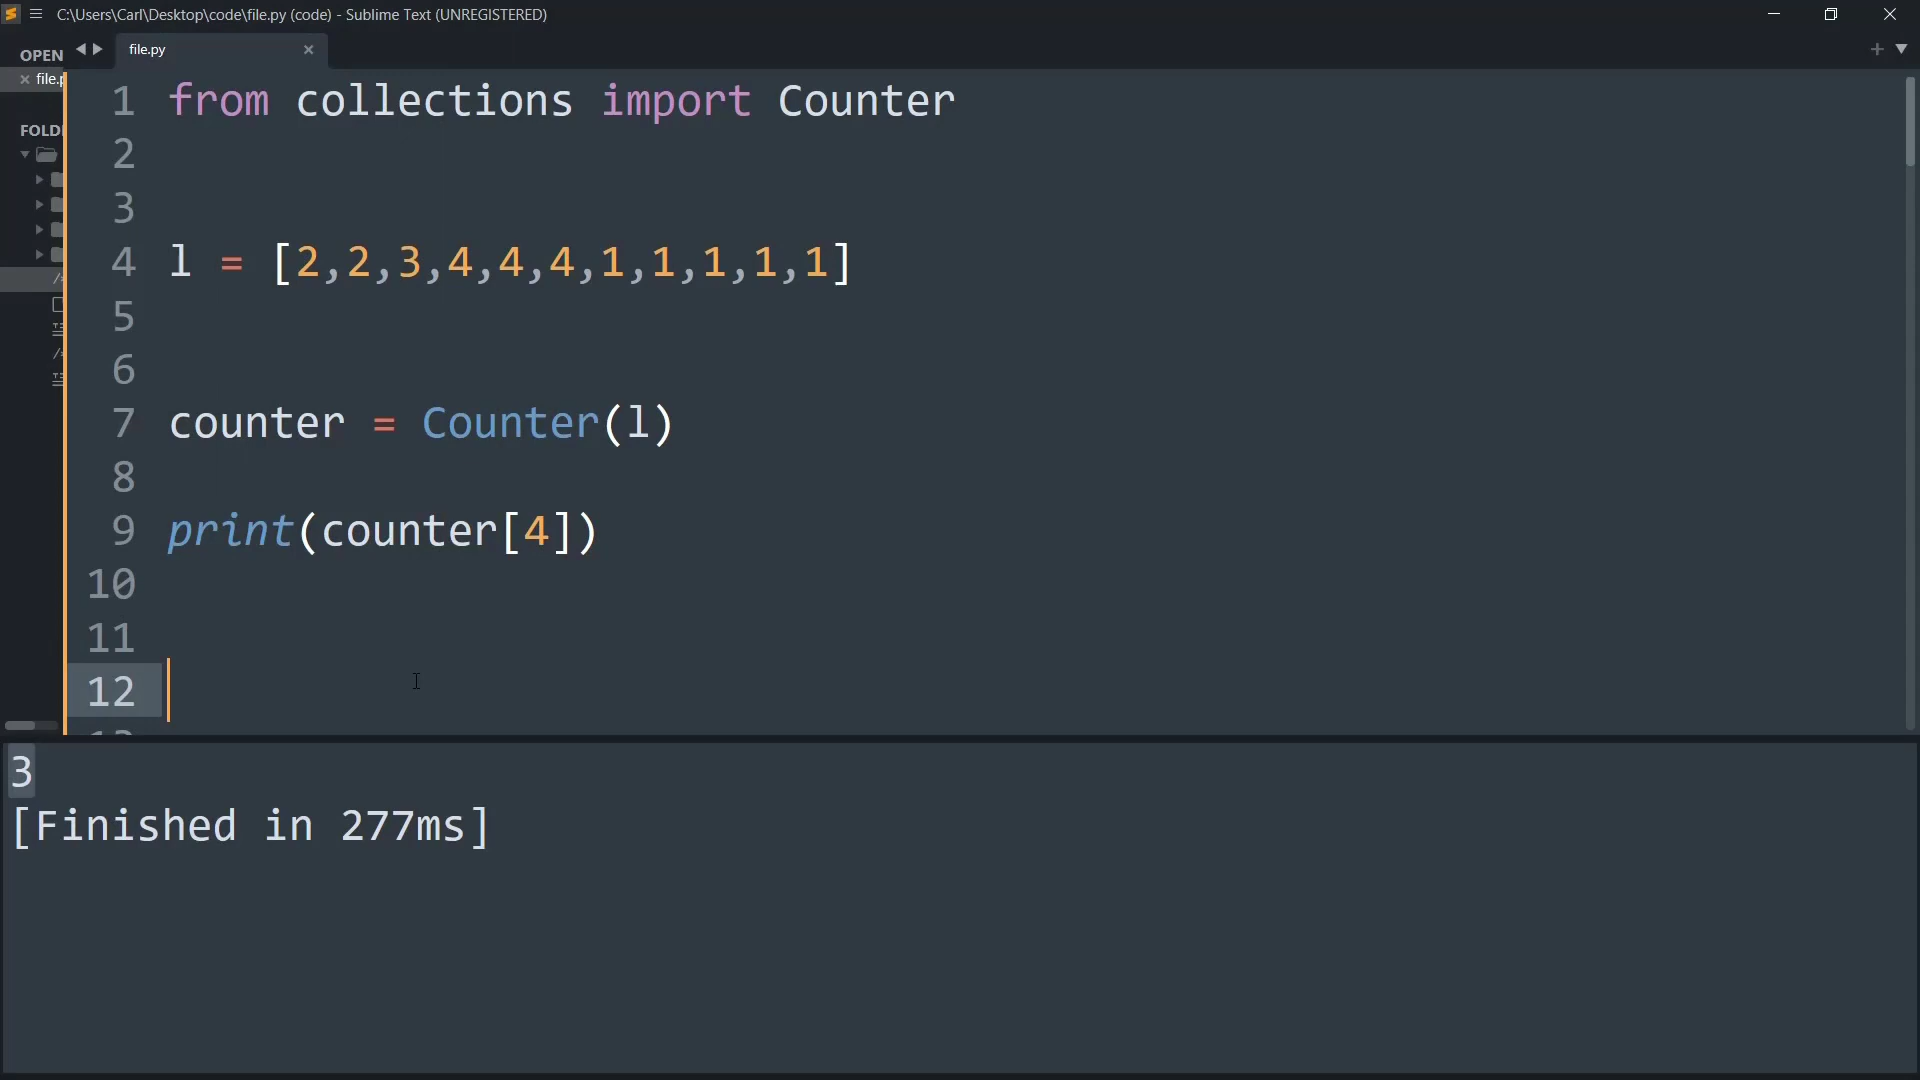 C:\Users\Carl\Desktop\code\file.py (code) - Sublime Text (UNREGISTERED)
OPEN
file.py
file.p
FOLD
1 from collections import Counter
2
3
4 l = [2,2,3,4,4,4,1,1,1,1,1]
5
6
7 counter = Counter(l)
8
9 print(counter[4])
10
11
12
3
[Finished in 277ms]